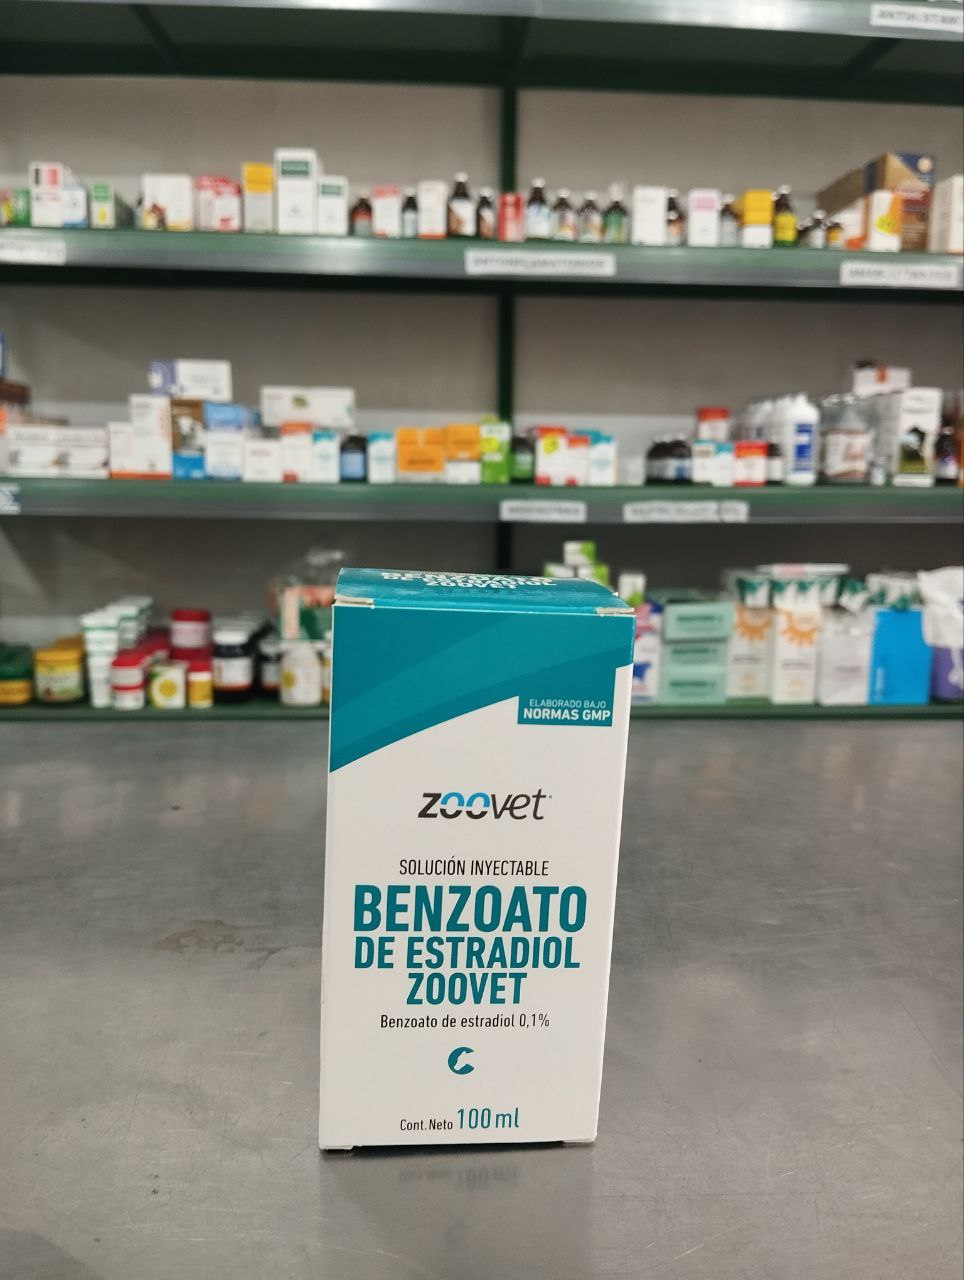 BENZOATO
DE ESTRADIOL
ZOOVET
ELABORADO BAJO
NORMAS GMP
zoovet
SOLUCIÓN INYECTABLE
BENZOATO
DE ESTRADIOL
ZOOVET
Benzoato de estradiol 0,1%
Cont. Neto 100 ml